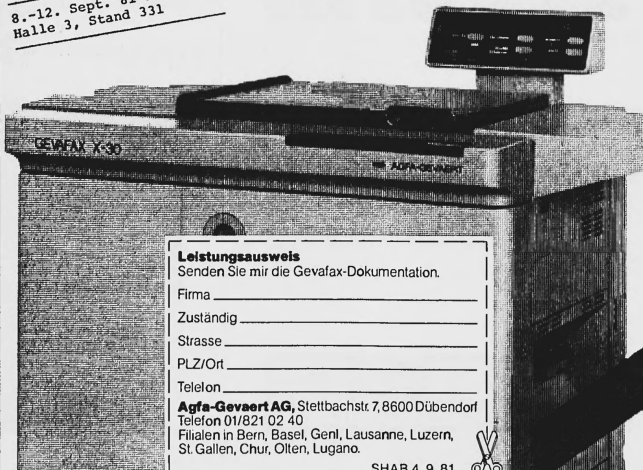 8.-12. Sept. 81
Halle 3, Stand 331
GEVAFAX X-30
AGFA-GEVAERT
Leistungsausweis
Senden Sie mir die Gevafax-Dokumentation.
Firma
Zuständig
Strasse
PLZ/Ort
Telefon
Agfa-Gevaert AG, Stettbachstr. 7, 8600 Dübendorf
Telefon 01/821 02 40
Filialen in Bern, Basel, Genf, Lausanne, Luzern,
St. Gallen, Chur, Olten, Lugano.
SHAB 4. 9. 81